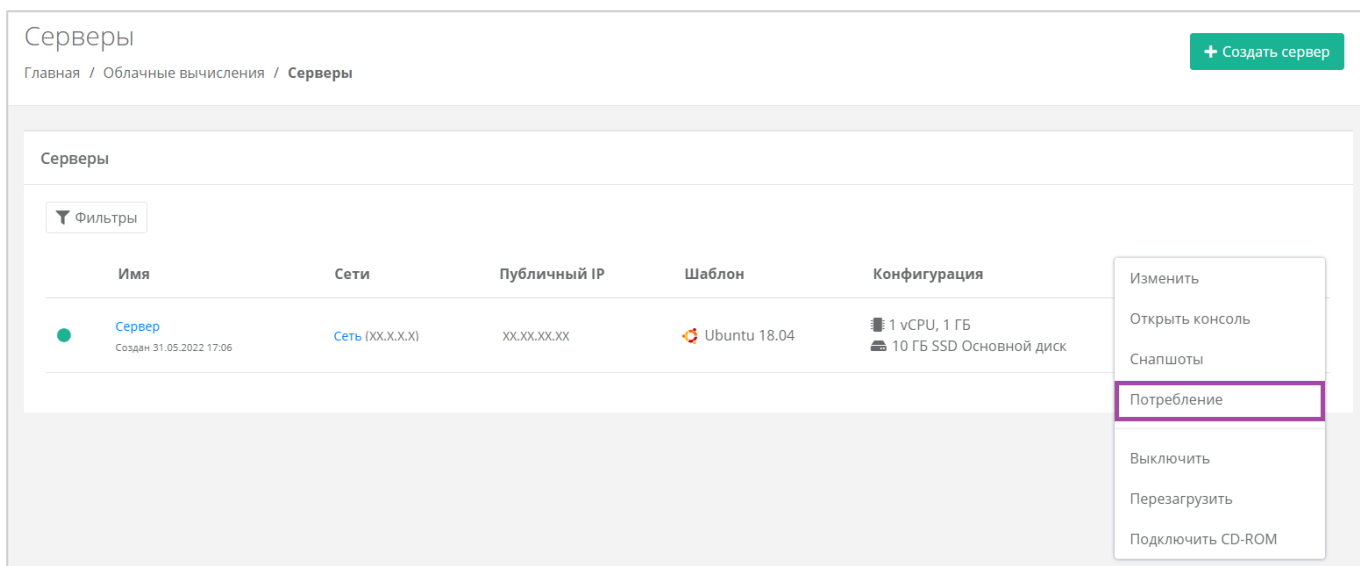 Серверы
Главная / Облачные вычисления / Серверы
+ Создать сервер
Серверы
Фильтры
Имя Сети Публичный IP Шаблон Конфигурация
Сервер Сеть (XX.X.X.X) XX.XX.XX.XX Ubuntu 18.04 1 vCPU, 1 ГБ
Создан 31.05.2022 17:06 10 ГБ SSD Основной диск
Изменить
Открыть консоль
Снапшоты
Потребление
Выключить
Перезагрузить
Подключить CD-ROM